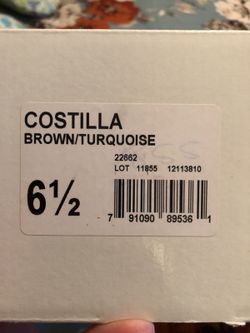 COSTILLA
BROWN/TURQUOISE
22662
LOT 11855 12113810
6½
7 91090 89536 1